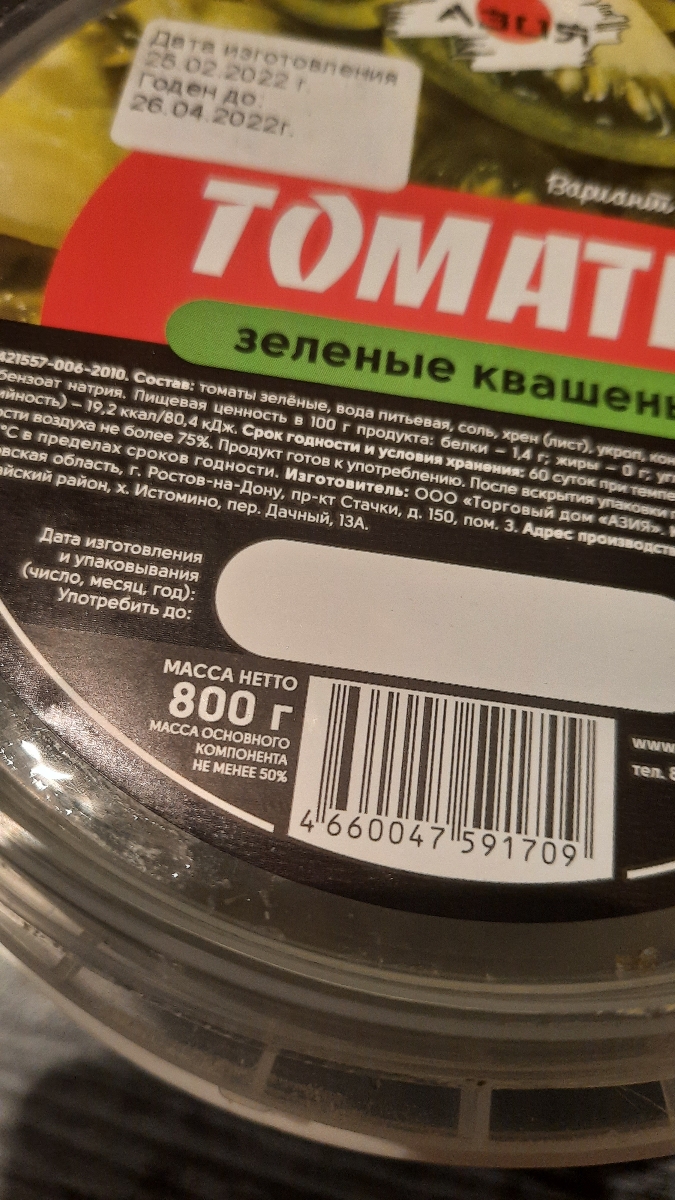 АЗИЯ
Дата изготовления
25.02.2022 г.
Годен до:
26.04.2022г.
Вариант
ТОМАТЫ
зеленые квашены
421557-006-2010. Состав: томаты зелёные, вода питьевая, соль, хрен (лист), укроп,
бензоат натрия. Пищевая ценность в 100 г продукта: белки – 1,4 г; жиры – 0 г;
– 19,2 ккал/80,4 кДж. Срок годности и условия хранения: 60 суток при
воздуха не более 75%. Продукт готов к употреблению. После вскрытия упаковки
°С в пределах сроков годности. Изготовитель: ООО «Торговый дом «АЗИЯ».
область, г. Ростов-на-Дону, пр-кт Стачки, д. 150, пом. 3. Адрес
район, х. Истомино, пер. Дачный, 13А.
Дата изготовления
и упаковывания
(число, месяц, год):
Употребить до:
МАССА НЕТТО
800 г
МАССА ОСНОВНОГО
КОМПОНЕНТА
НЕ МЕНЕЕ 50%
4 660047 591709
www
тел. 8